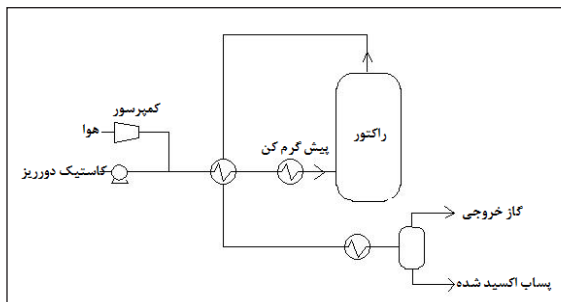 کمپرسور
هوا
راکتور
پیش گرم کن
کاستیک دورریز
گاز خروجی
پساب اکسید شده